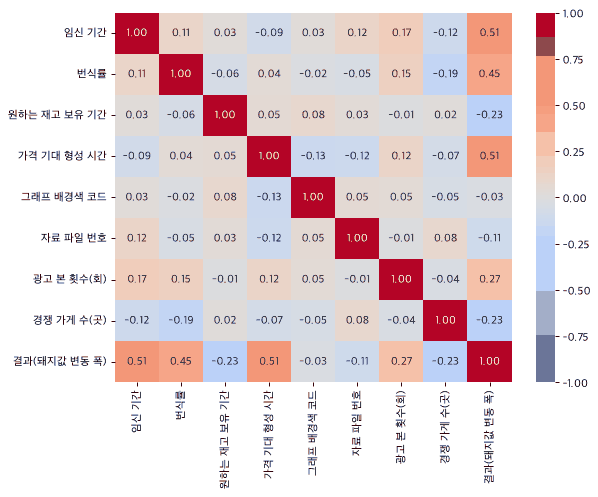 임신 기간 1.00 0.11 0.03 -0.09 0.03 0.12 0.17 -0.12 0.51
번식률 0.11 1.00 -0.06 0.04 -0.02 -0.05 0.15 -0.19 0.45
원하는 재고 보유 기간 0.03 -0.06 1.00 0.05 0.08 0.03 -0.01 0.02 -0.23
가격 기대 형성 시간 -0.09 0.04 0.05 1.00 -0.13 -0.12 0.12 -0.07 0.51
그래프 배경색 코드 0.03 -0.02 0.08 -0.13 1.00 0.05 0.05 -0.05 -0.03
자료 파일 번호 0.12 -0.05 0.03 -0.12 0.05 1.00 -0.01 0.08 -0.11
광고 본 횟수(회) 0.17 0.15 -0.01 0.12 0.05 -0.01 1.00 -0.04 0.27
경쟁 가게 수(곳) -0.12 -0.19 0.02 -0.07 -0.05 0.08 -0.04 1.00 -0.23
결과(돼지값 변동 폭) 0.51 0.45 -0.23 0.51 -0.03 -0.11 0.27 -0.23 1.00
임신 기간
번식률
원하는 재고 보유 기간
가격 기대 형성 시간
그래프 배경색 코드
자료 파일 번호
광고 본 횟수(회)
경쟁 가게 수(곳)
결과(돼지값 변동 폭)
1.00
0.75
0.50
0.25
0.00
-0.25
-0.50
-0.75
-1.00